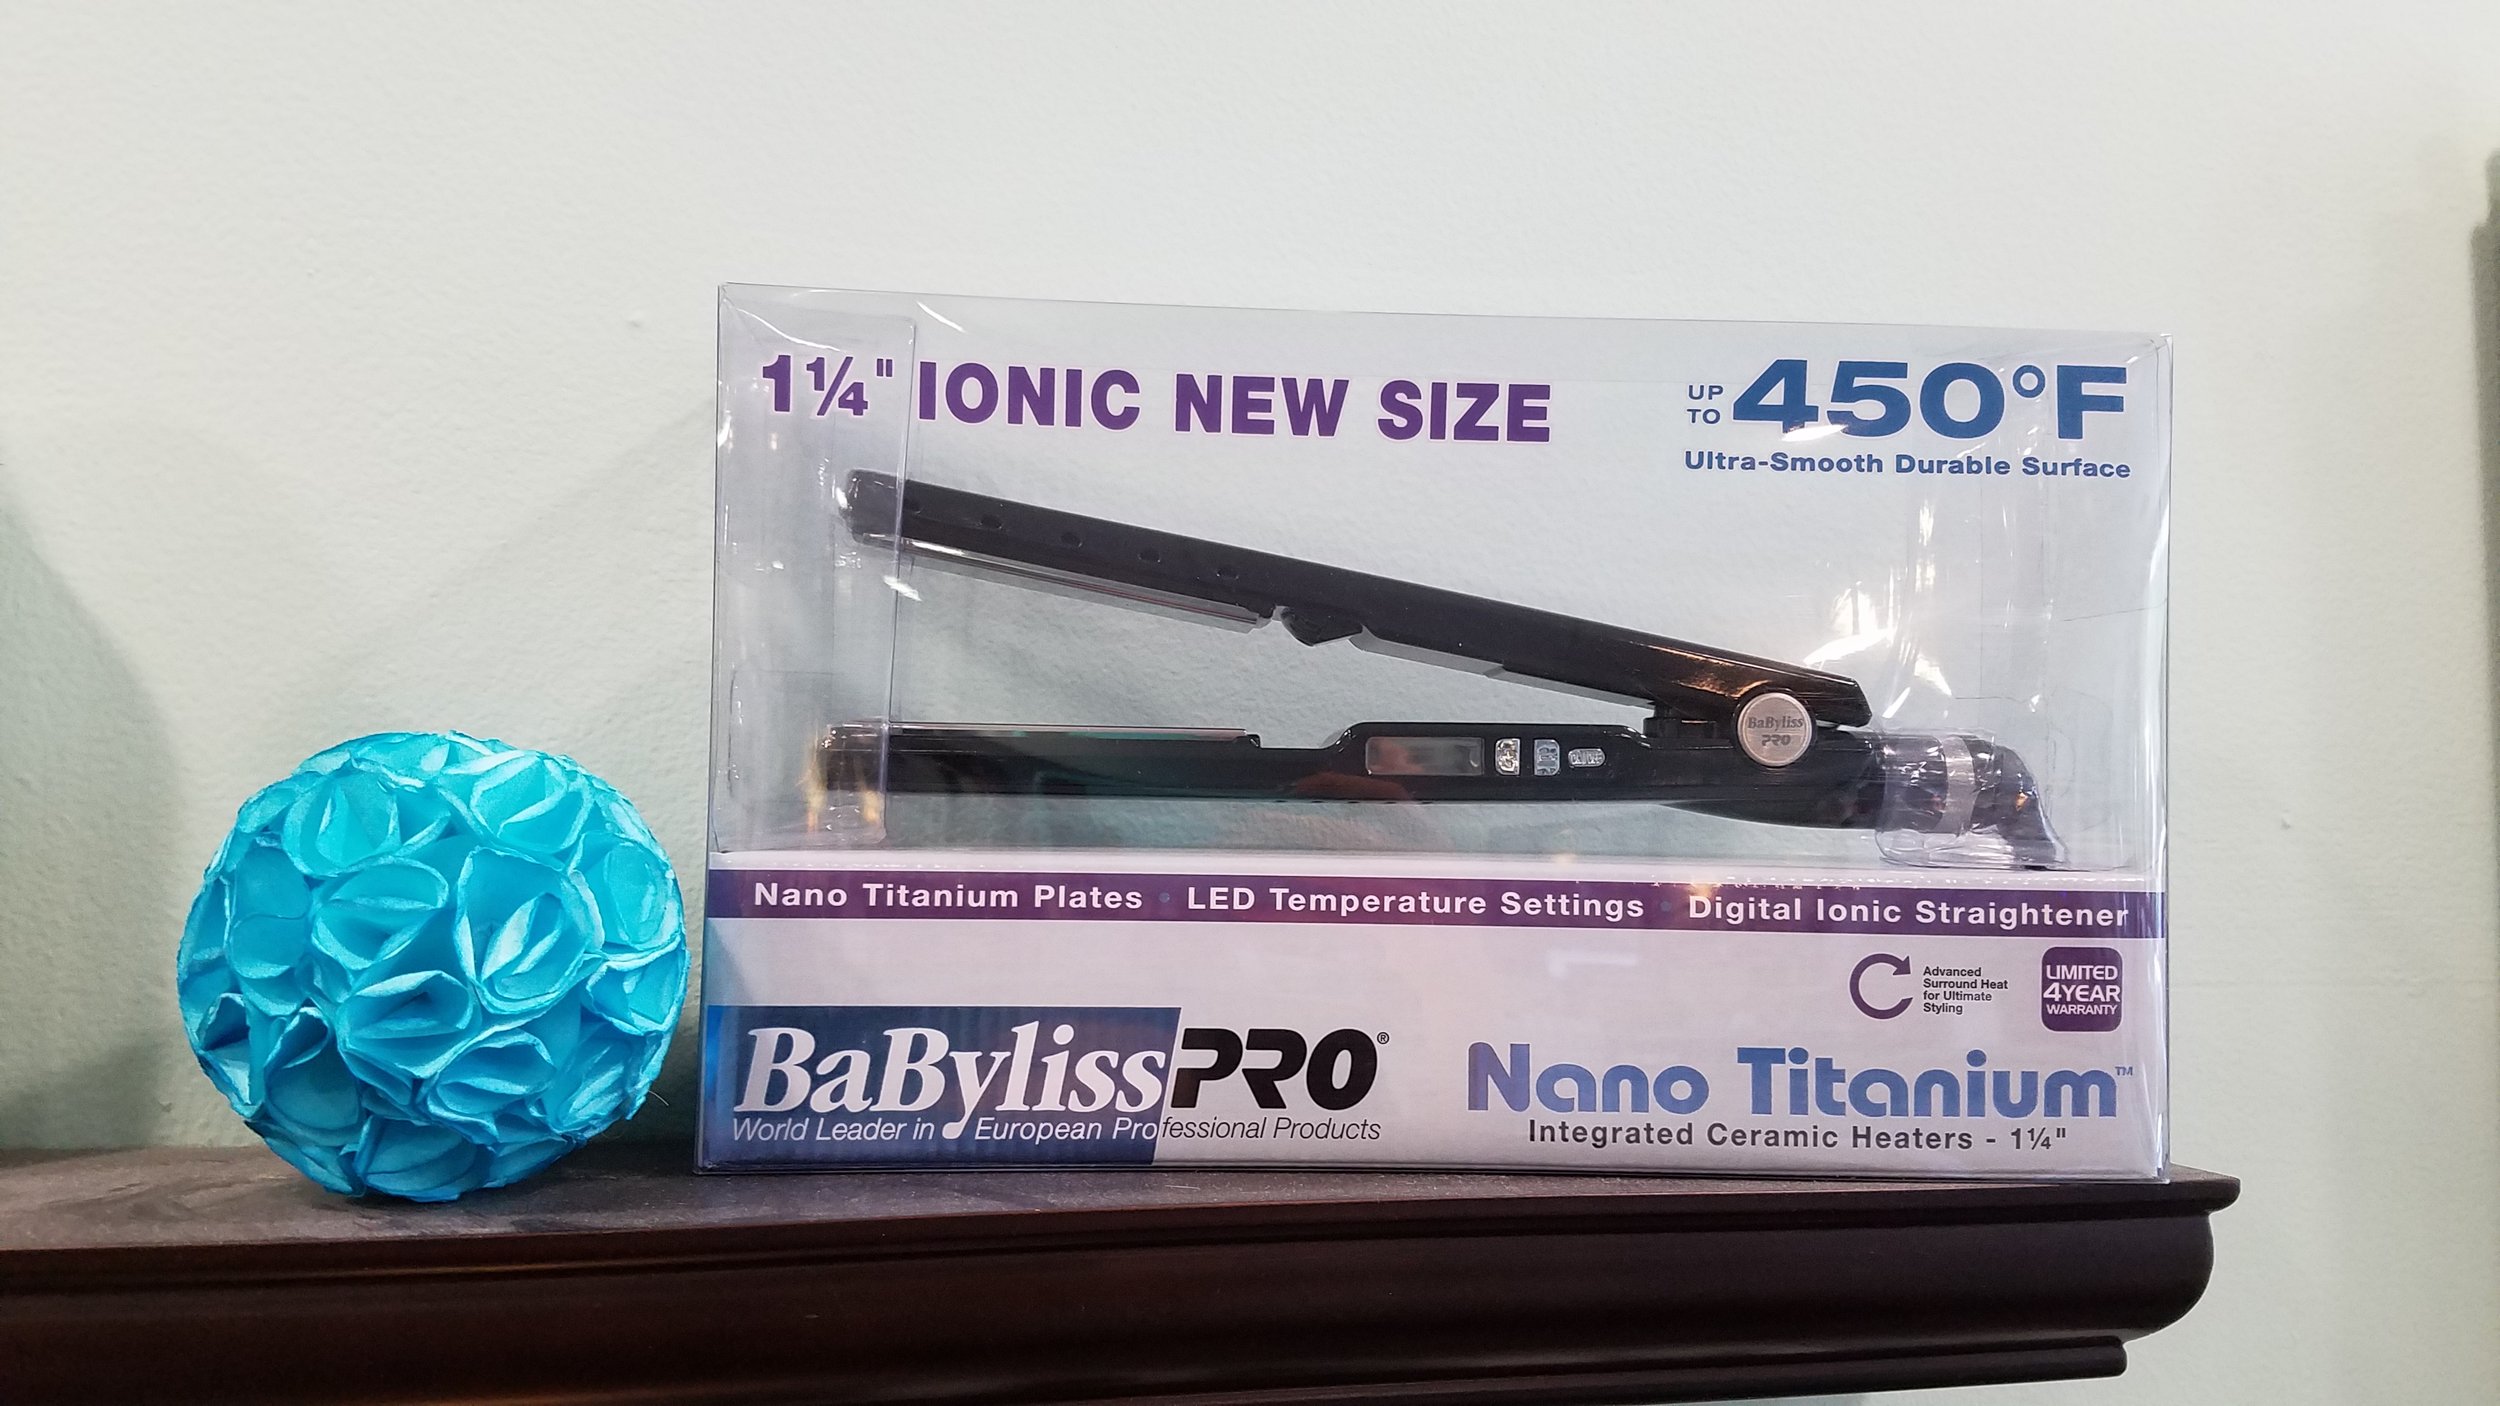 1¼" IONIC NEW SIZE
UP TO 450°F
Ultra-Smooth Durable Surface
BaByliss
PRO
Nano Titanium Plates • LED Temperature Settings • Digital Ionic Straightener
Advanced
Surround Heat
for Ultimate
Styling
LIMITED
4YEAR
WARRANTY
BaBylissPRO®
World Leader in European Professional Products
Nano Titanium™
Integrated Ceramic Heaters - 1¼"